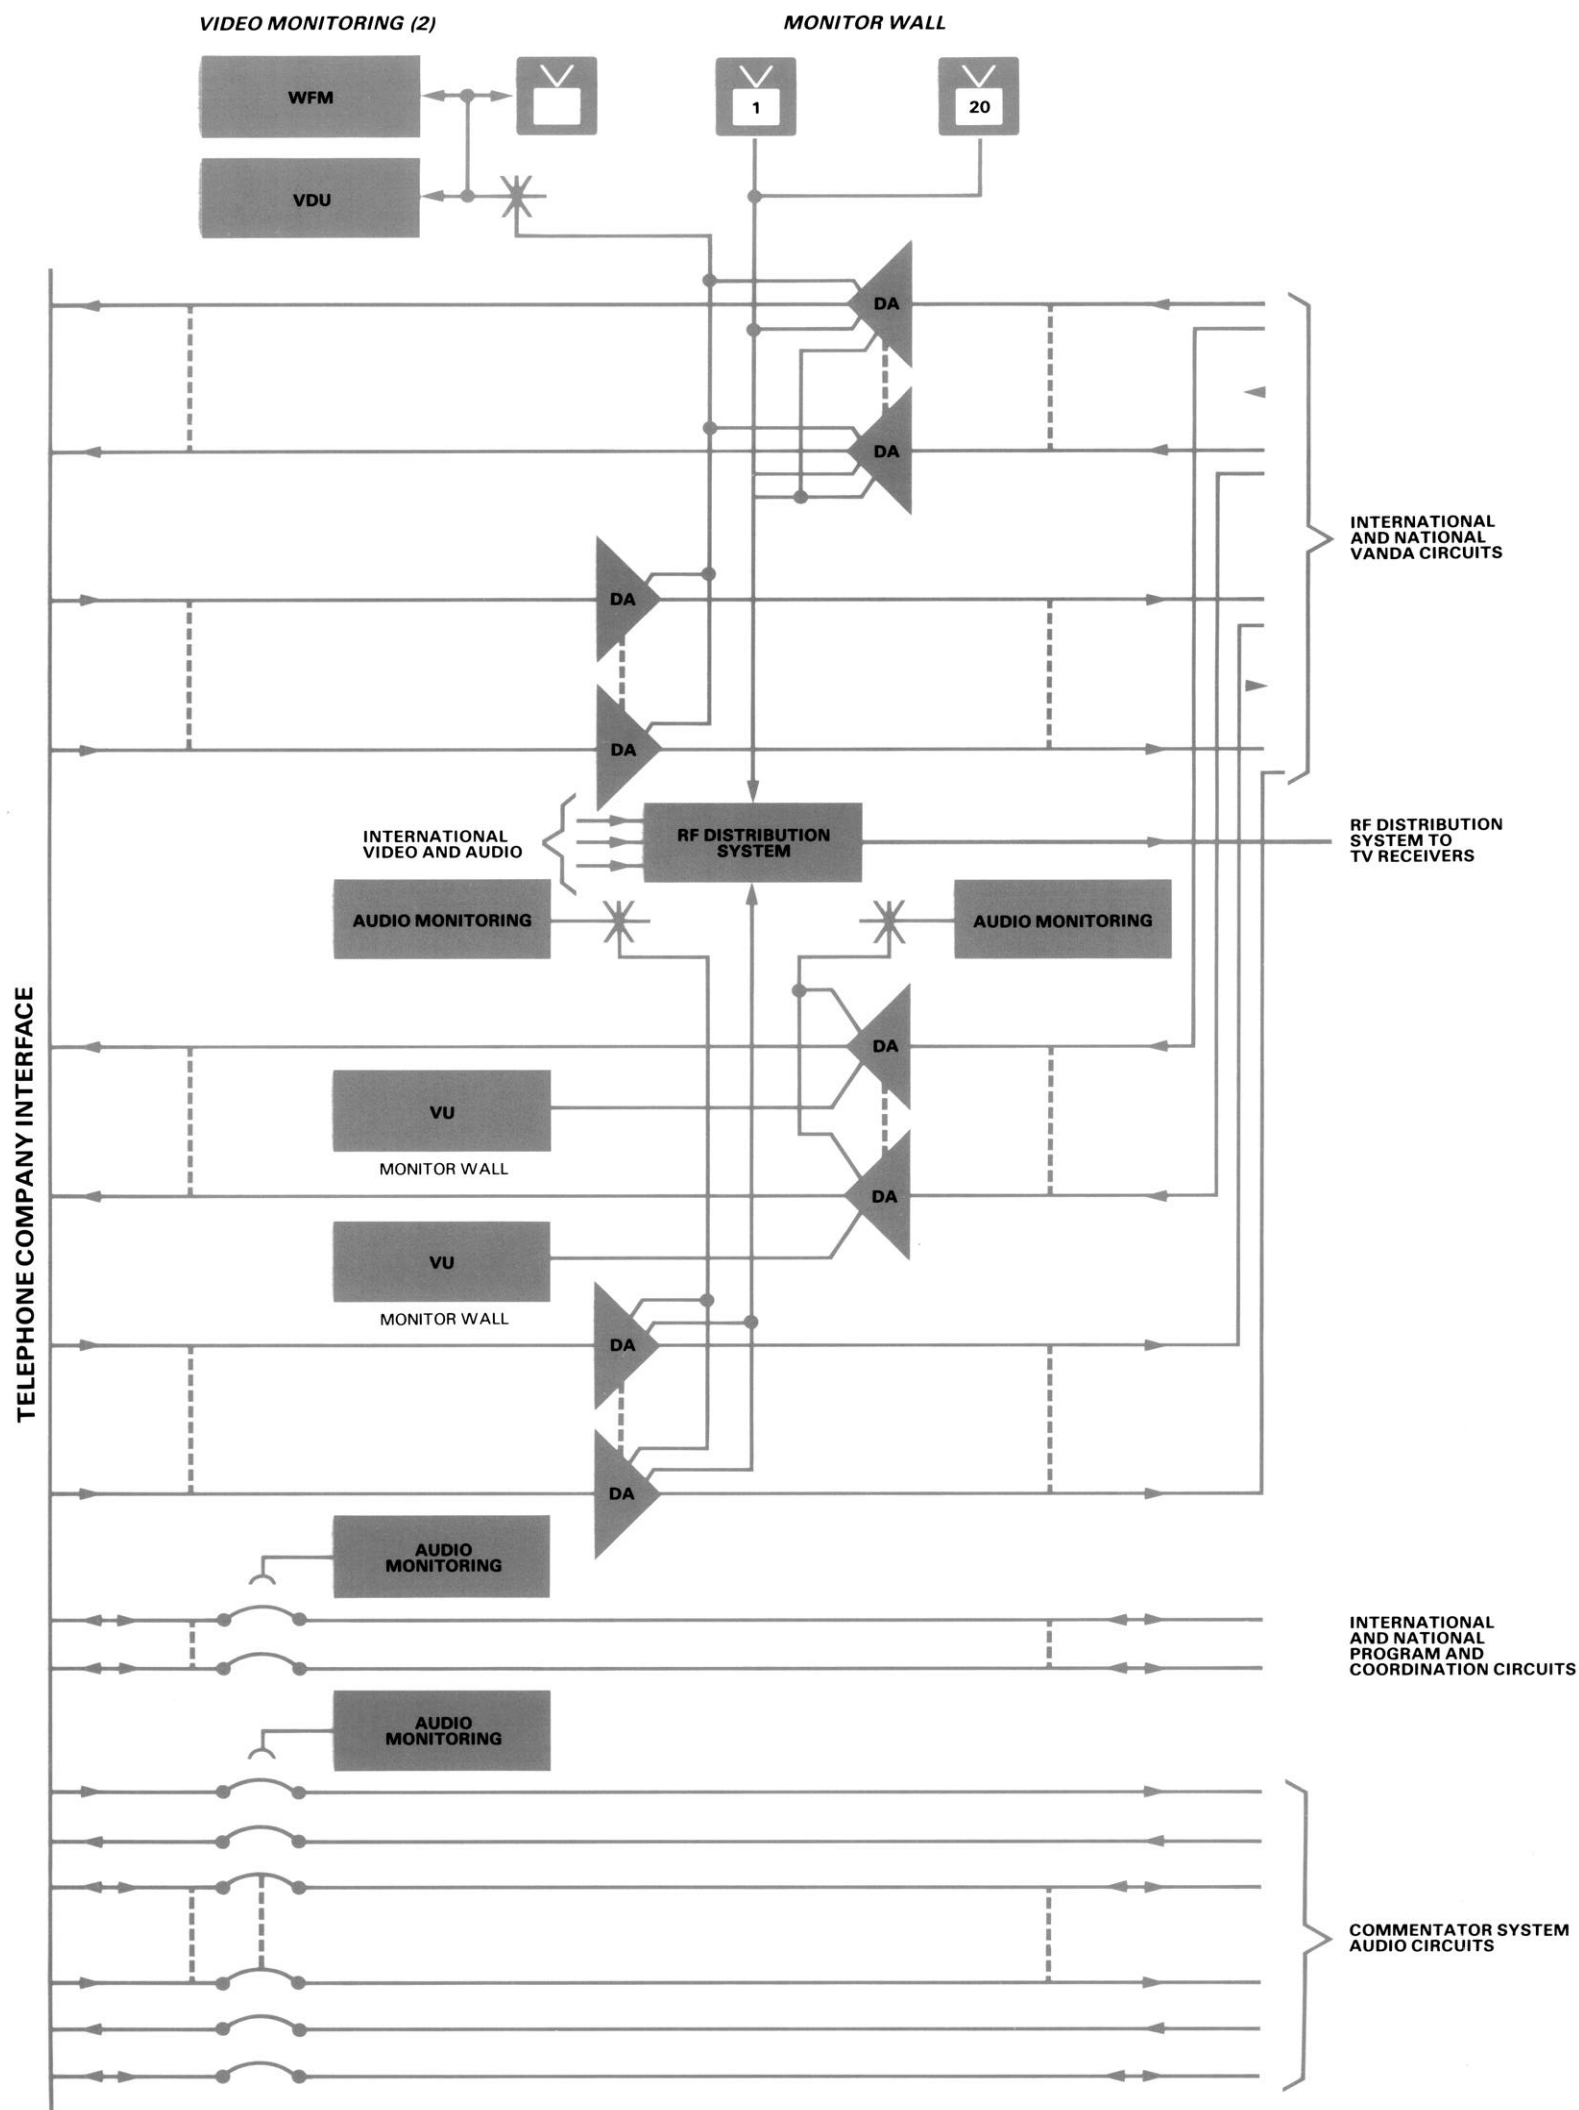 VIDEO MONITORING (2)
MONITOR WALL
WFM
1
20
VDU
DA
DA
INTERNATIONAL
AND NATIONAL
VANDA CIRCUITS
DA
DA
INTERNATIONAL
VIDEO AND AUDIO
RF DISTRIBUTION
SYSTEM
RF DISTRIBUTION
SYSTEM TO
TV RECEIVERS
AUDIO MONITORING
AUDIO MONITORING
TELEPHONE COMPANY INTERFACE
DA
VU
MONITOR WALL
DA
VU
MONITOR WALL
DA
DA
AUDIO
MONITORING
INTERNATIONAL
AND NATIONAL
PROGRAM AND
COORDINATION CIRCUITS
AUDIO
MONITORING
COMMENTATOR SYSTEM
AUDIO CIRCUITS